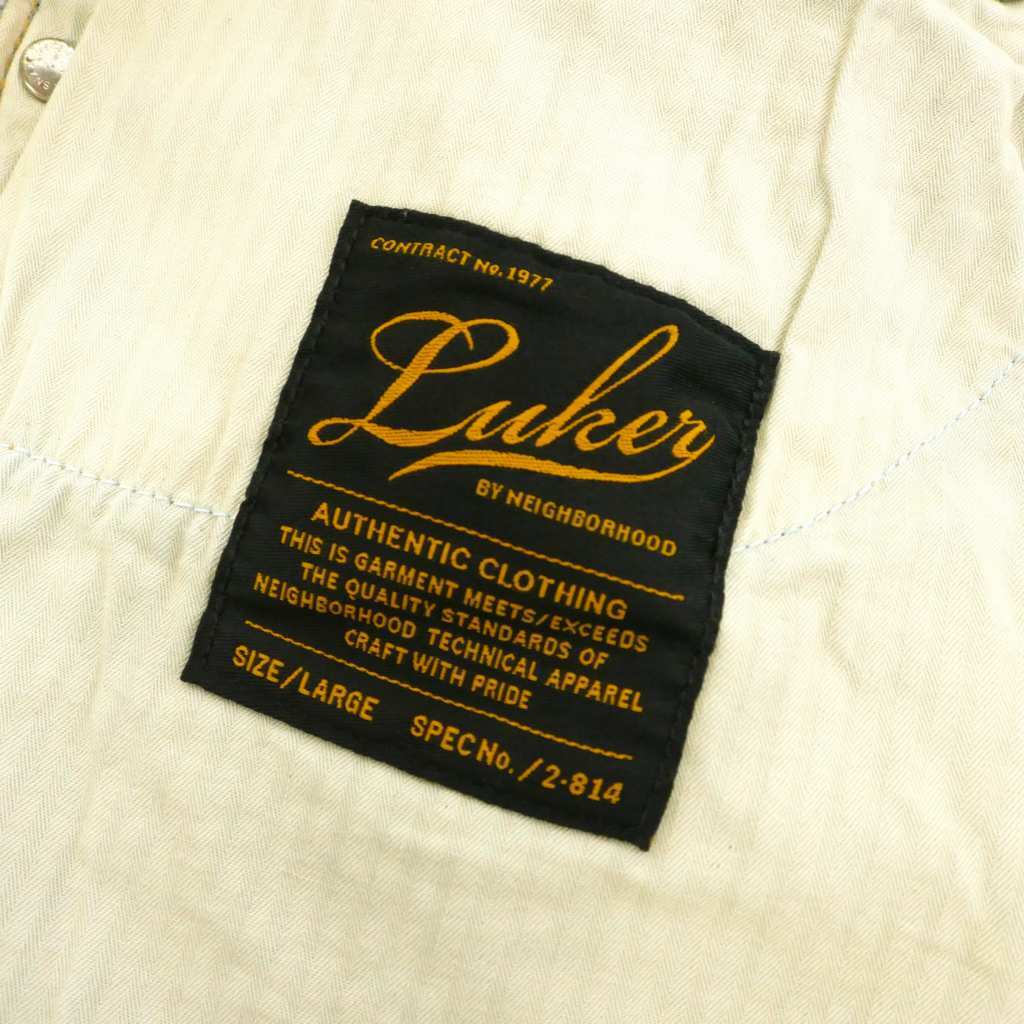 CONTRACT No. 1977
Luker
BY NEIGHBORHOOD
AUTHENTIC CLOTHING
THIS IS GARMENT MEETS/EXCEEDS
THE QUALITY STANDARDS OF
NEIGHBORHOOD TECHNICAL APPAREL
CRAFT WITH PRIDE
SIZE/LARGE SPEC No. / 2-814